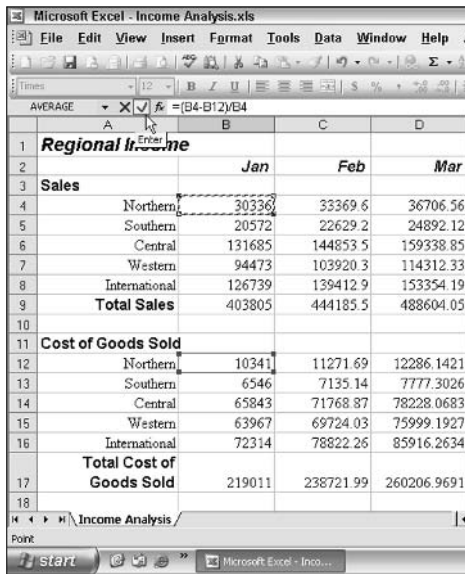 Microsoft Excel - Income Analysis.xls
File Edit View Insert Format Tools Data Window Help
Times 12 B I U $ % ,
AVERAGE fx =(B4-B12)/B4
Enter
A B C D
1 Regional Income
2 Jan Feb Mar
3 Sales
4 Northern 30336 33369.6 36706.56
5 Southern 20572 22629.2 24892.12
6 Central 131685 144853.5 159338.85
7 Western 94473 103920.3 114312.33
8 International 126739 139412.9 153354.19
9 Total Sales 403805 444185.5 488604.05
10
11 Cost of Goods Sold
12 Northern 10341 11271.69 12286.1421
13 Southern 6546 7135.14 7777.3026
14 Central 65843 71768.87 78228.0683
15 Western 63967 69724.03 75999.1927
16 International 72314 78822.26 85916.2634
Total Cost of
17 Goods Sold 219011 238721.99 260206.9691
18
Income Analysis
Point
start Microsoft Excel - Inco...